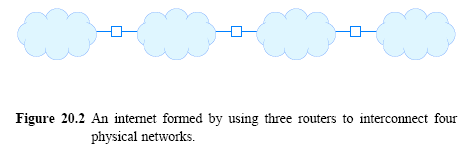 Figure 20.2 An internet formed by using three routers to interconnect four
physical networks.